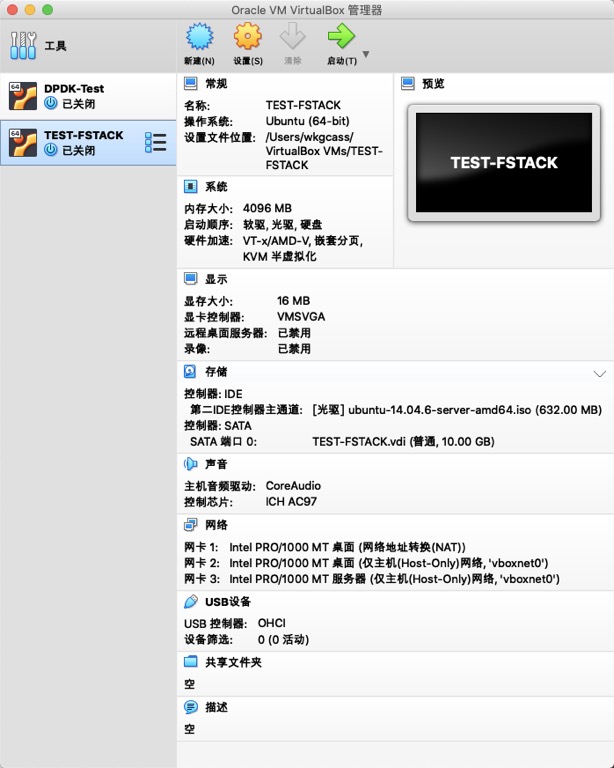 Oracle VM VirtualBox 管理器
工具
新建(N)
设置(S)
清除
启动(T)
64
DPDK-Test
已关闭
64
TEST-FSTACK
已关闭
常规
名称: TEST-FSTACK
操作系统: Ubuntu (64-bit)
设置文件位置: /Users/wkgcass/
VirtualBox VMs/TEST-
FSTACK
预览
TEST-FSTACK
系统
内存大小: 4096 MB
启动顺序: 软驱, 光驱, 硬盘
硬件加速: VT-x/AMD-V, 嵌套分页,
KVM 半虚拟化
显示
显存大小: 16 MB
显卡控制器: VMSVGA
远程桌面服务器: 已禁用
录像: 已禁用
存储
控制器: IDE
第二IDE控制器主通道: [光驱] ubuntu-14.04.6-server-amd64.iso (632.00 MB)
控制器: SATA
SATA 端口 0: TEST-FSTACK.vdi (普通, 10.00 GB)
声音
主机音频驱动: CoreAudio
控制芯片: ICH AC97
网络
网卡 1: Intel PRO/1000 MT 桌面 (网络地址转换(NAT))
网卡 2: Intel PRO/1000 MT 桌面 (仅主机(Host-Only)网络, 'vboxnet0')
网卡 3: Intel PRO/1000 MT 服务器 (仅主机(Host-Only)网络, 'vboxnet0')
USB设备
USB 控制器: OHCI
设备筛选: 0 (0 活动)
共享文件夹
空
描述
空